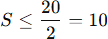 S ≤ 20/2 = 10